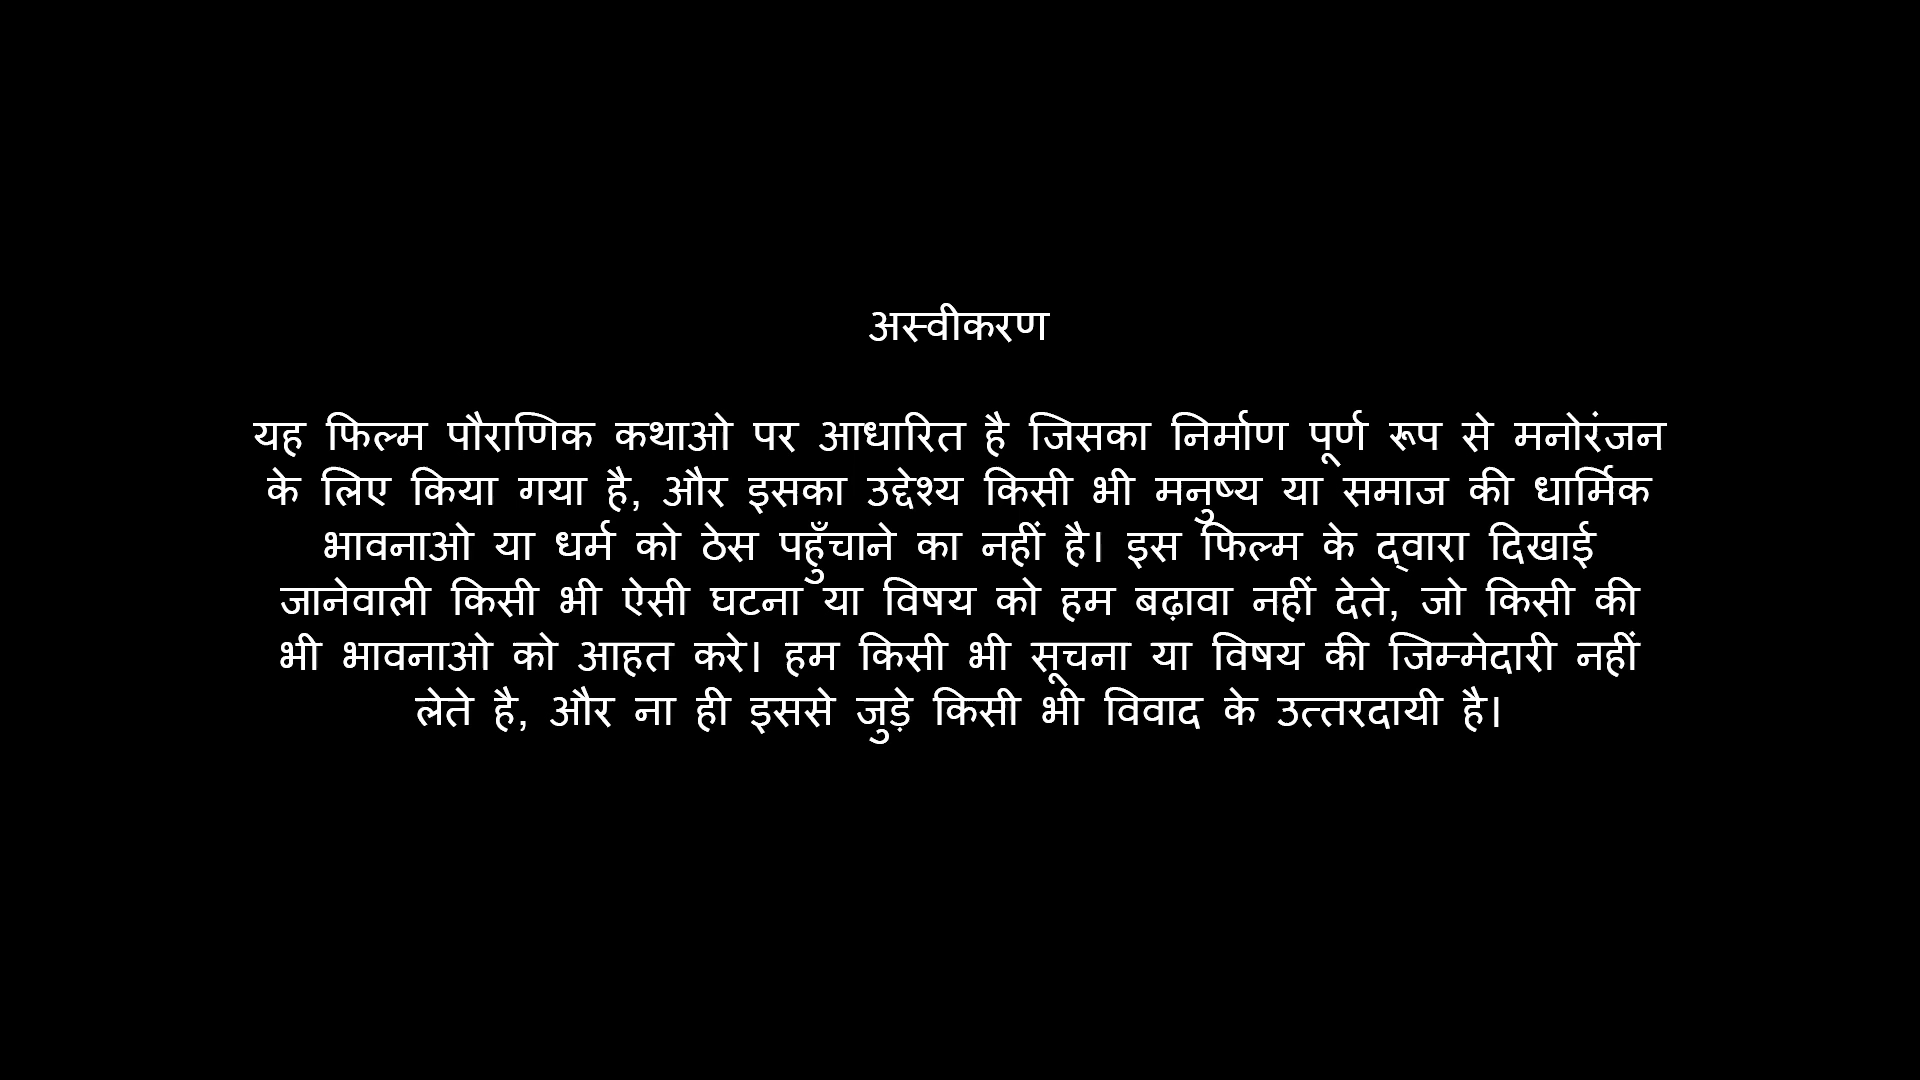 अस्वीकरण
यह फिल्म पौराणिक कथाओ पर आधारित है जिसका निर्माण पूर्ण रूप से मनोरंजन
के लिए किया गया है, और इसका उद्देश्य किसी भी मनुष्य या समाज की धार्मिक
भावनाओ या धर्म को ठेस पहुँचाने का नहीं है। इस फिल्म के द्वारा दिखाई
जानेवाली किसी भी ऐसी घटना या विषय को हम बढ़ावा नहीं देते, जो किसी की
भी भावनाओ को आहत करे। हम किसी भी सूचना या विषय की जिम्मेदारी नहीं
लेते है, और ना ही इससे जुड़े किसी भी विवाद के उत्तरदायी है।